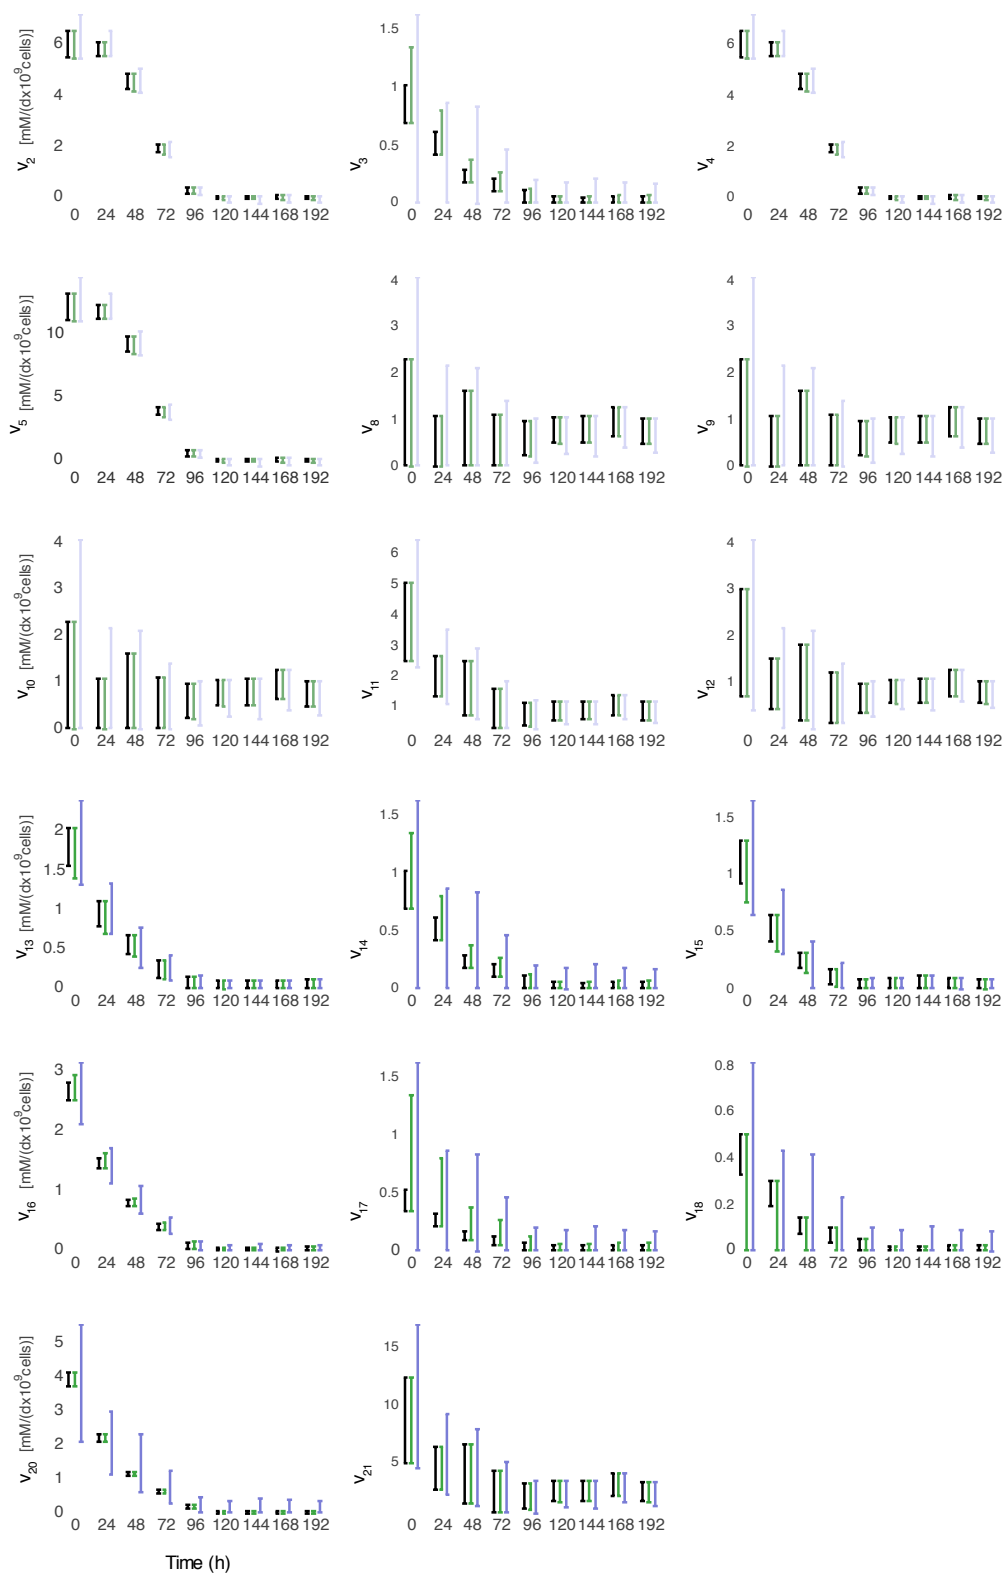 v2 [mM/(dx10^9cells)]
6
4
2
0
0 24 48 72 96 120 144 168 192
v3
1.5
1
0.5
0
0 24 48 72 96 120 144 168 192
v4
6
4
2
0
0 24 48 72 96 120 144 168 192
v5 [mM/(dx10^9cells)]
10
5
0
0 24 48 72 96 120 144 168 192
v8
4
3
2
1
0
0 24 48 72 96 120 144 168 192
v9
4
3
2
1
0
0 24 48 72 96 120 144 168 192
v10 [mM/(dx10^9cells)]
4
3
2
1
0
0 24 48 72 96 120 144 168 192
v11
6
5
4
3
2
1
0 24 48 72 96 120 144 168 192
v12
4
3
2
1
0
0 24 48 72 96 120 144 168 192
v13 [mM/(dx10^9cells)]
2
1.5
1
0.5
0
0 24 48 72 96 120 144 168 192
v14
1.5
1
0.5
0
0 24 48 72 96 120 144 168 192
v15
1.5
1
0.5
0
0 24 48 72 96 120 144 168 192
v16 [mM/(dx10^9cells)]
3
2
1
0
0 24 48 72 96 120 144 168 192
v17
1.5
1
0.5
0
0 24 48 72 96 120 144 168 192
v18
0.8
0.6
0.4
0.2
0
0 24 48 72 96 120 144 168 192
v20 [mM/(dx10^9cells)]
5
4
3
2
1
0
0 24 48 72 96 120 144 168 192
v21
15
10
5
0 24 48 72 96 120 144 168 192
Time (h)